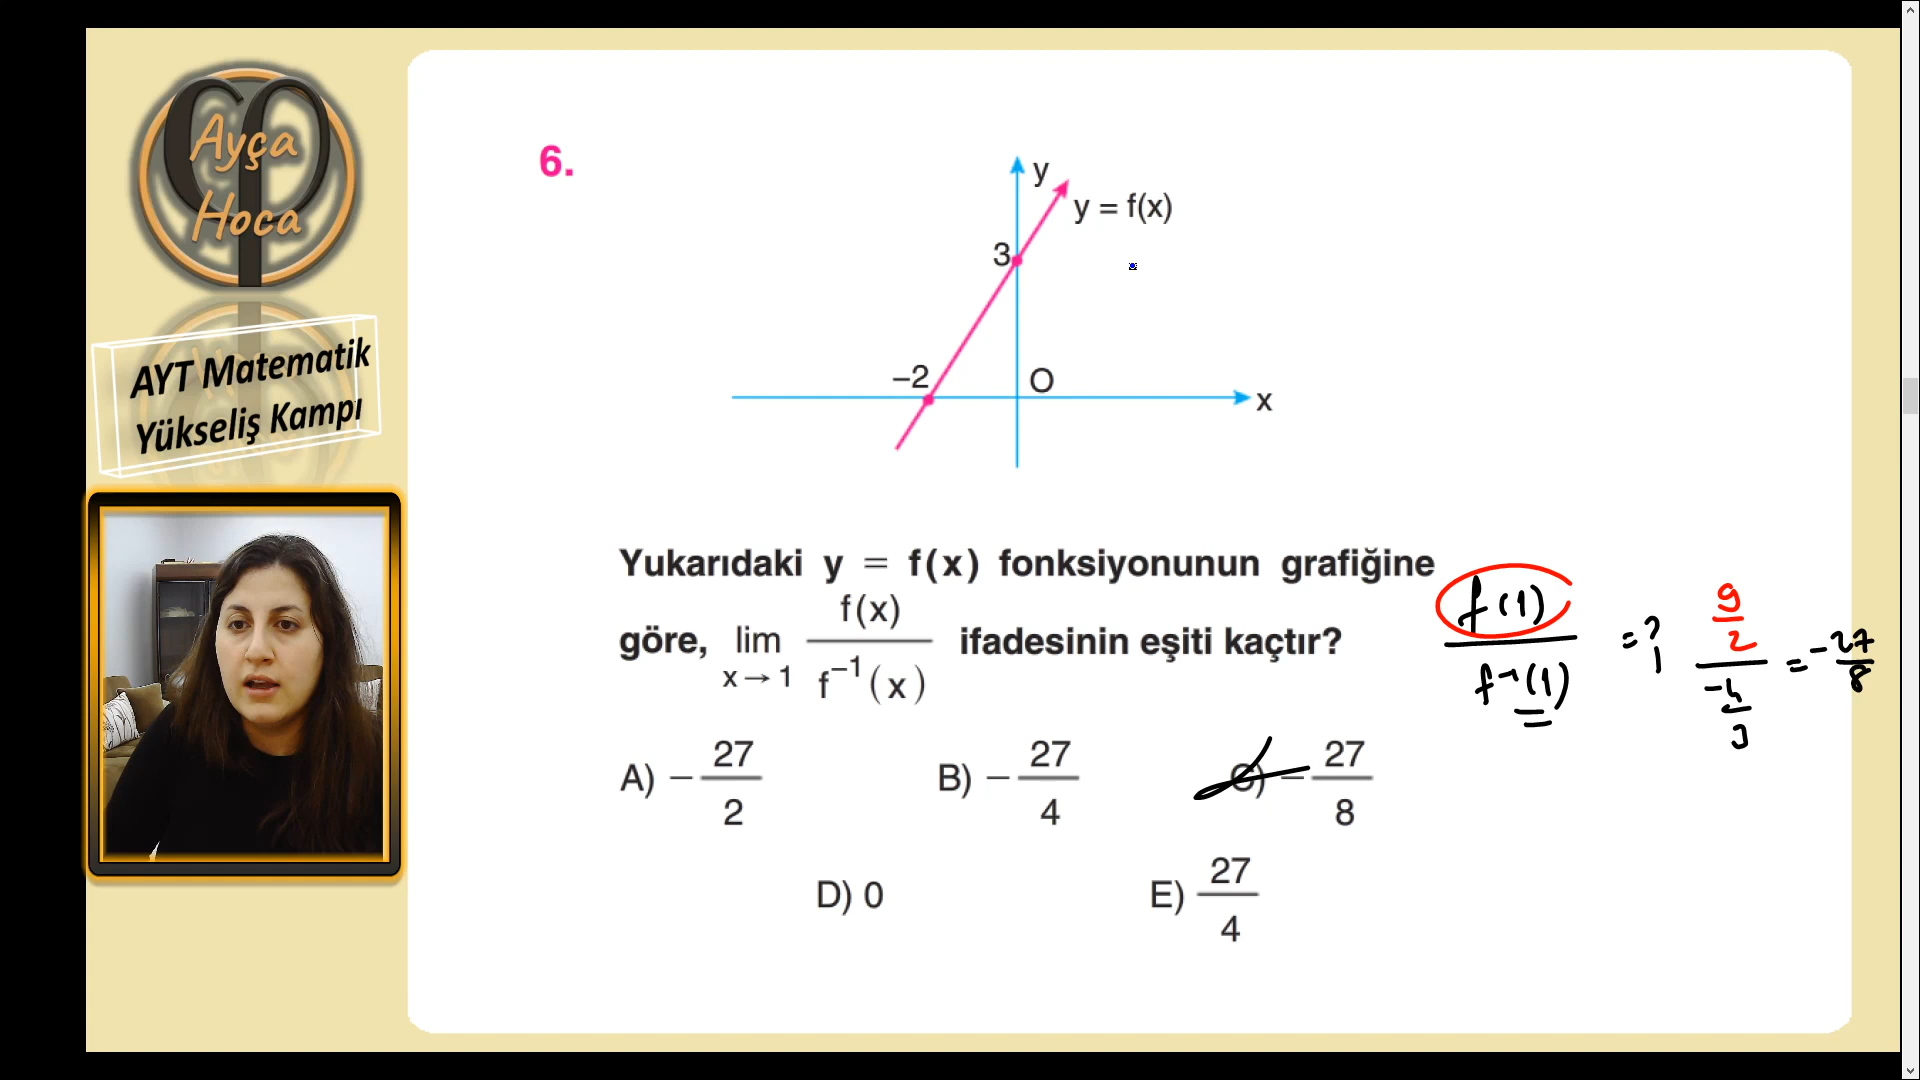 Ayça
Hoca
AYT Matematik
Yükseliş Kampı
6.
y
y = f(x)
3
-2
O
x
Yukarıdaki y = f(x) fonksiyonunun grafiğine
göre, lim x→1 f(x) / f⁻¹(x) ifadesinin eşiti kaçtır?
A) -27/2
B) -27/4
C) -27/8
D) 0
E) 27/4
f(1) / f⁻¹(1) = ?
9/2 / -4/3 = -27/8